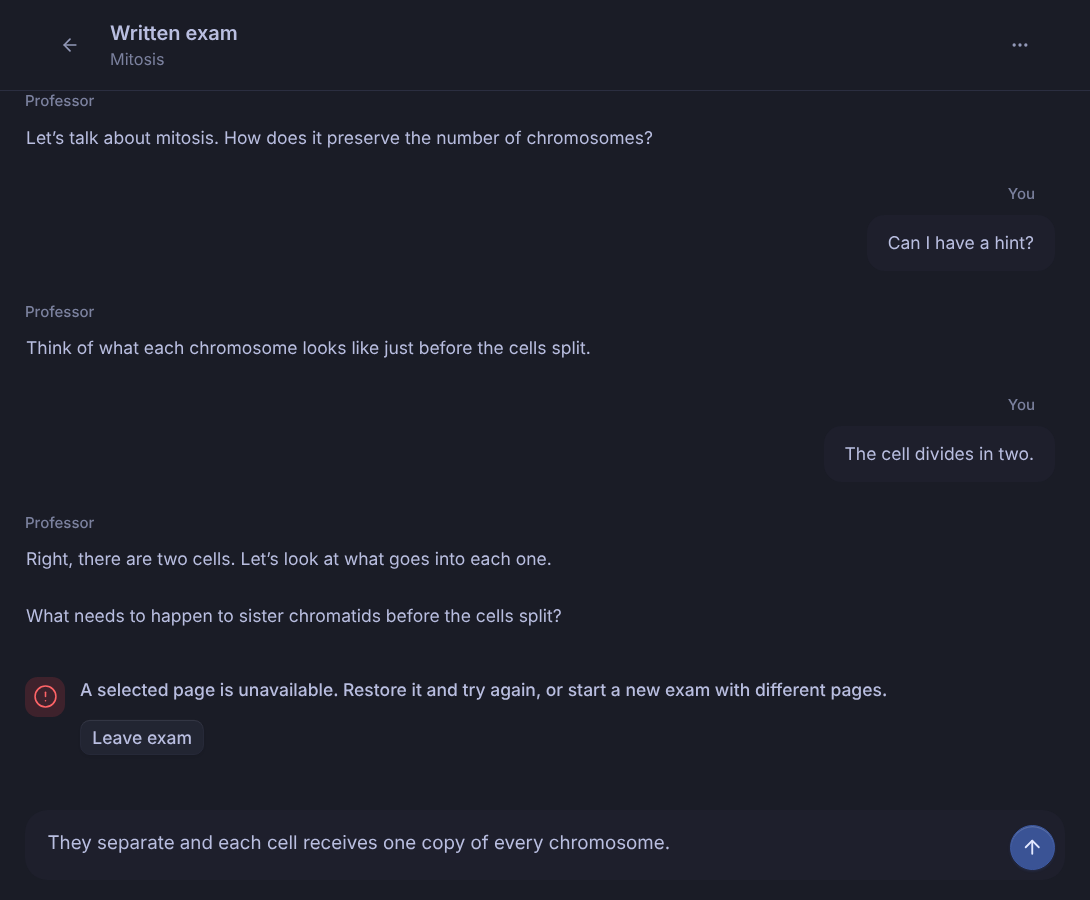 Written exam
Mitosis
Professor
Let’s talk about mitosis. How does it preserve the number of chromosomes?
You
Can I have a hint?
Professor
Think of what each chromosome looks like just before the cells split.
You
The cell divides in two.
Professor
Right, there are two cells. Let’s look at what goes into each one.
What needs to happen to sister chromatids before the cells split?
A selected page is unavailable. Restore it and try again, or start a new exam with different pages.
Leave exam
They separate and each cell receives one copy of every chromosome.